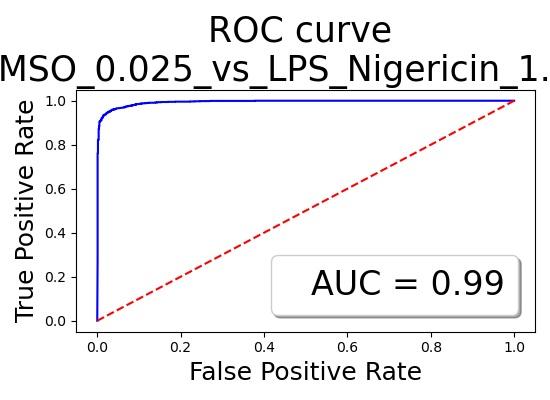 ROC curve
MSO_0.025_vs_LPS_Nigericin_1.
True Positive Rate
1.0
0.8
0.6
0.4
0.2
0.0
AUC = 0.99
0.0 0.2 0.4 0.6 0.8 1.0
False Positive Rate